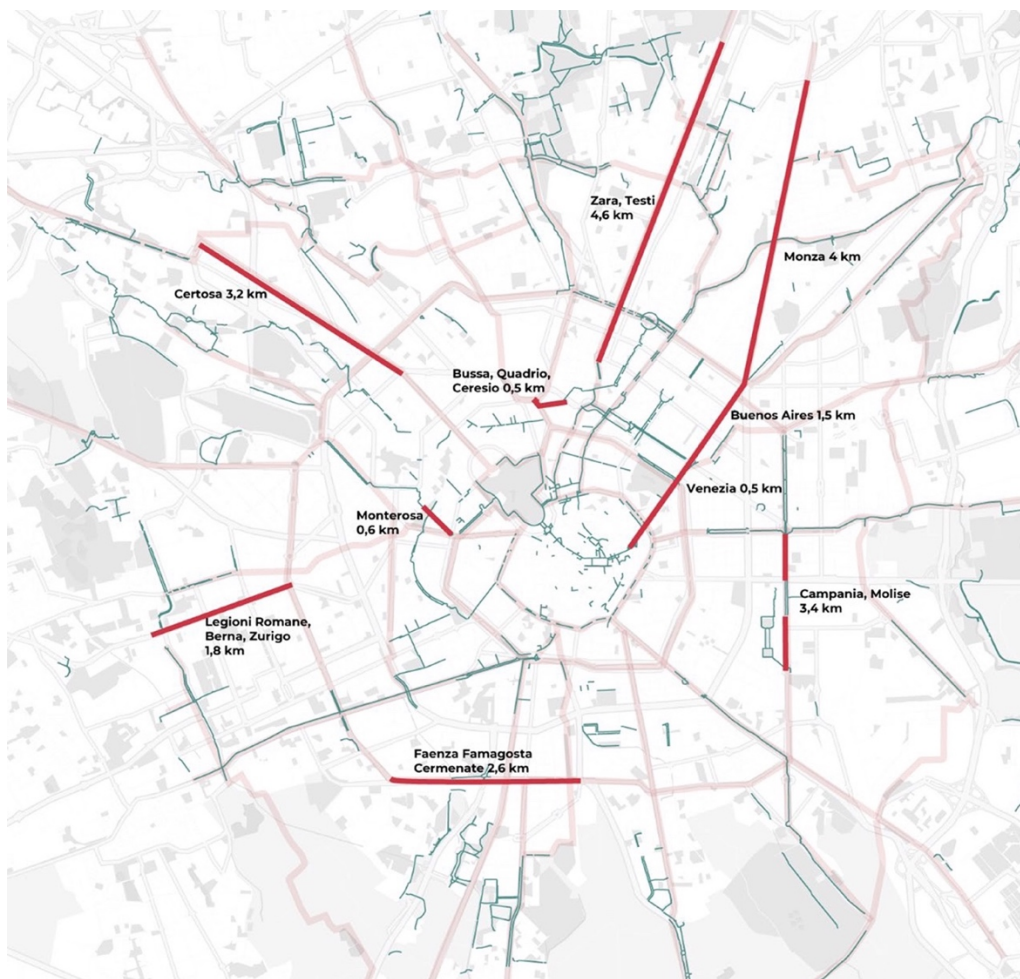 Zara, Testi
4,6 km
Monza 4 km
Certosa 3,2 km
Bussa, Quadrio,
Ceresio 0,5 km
Buenos Aires 1,5 km
Venezia 0,5 km
Monterosa
0,6 km
Campania, Molise
3,4 km
Legioni Romane,
Berna, Zurigo
1,8 km
Faenza Famagosta
Cermenate 2,6 km